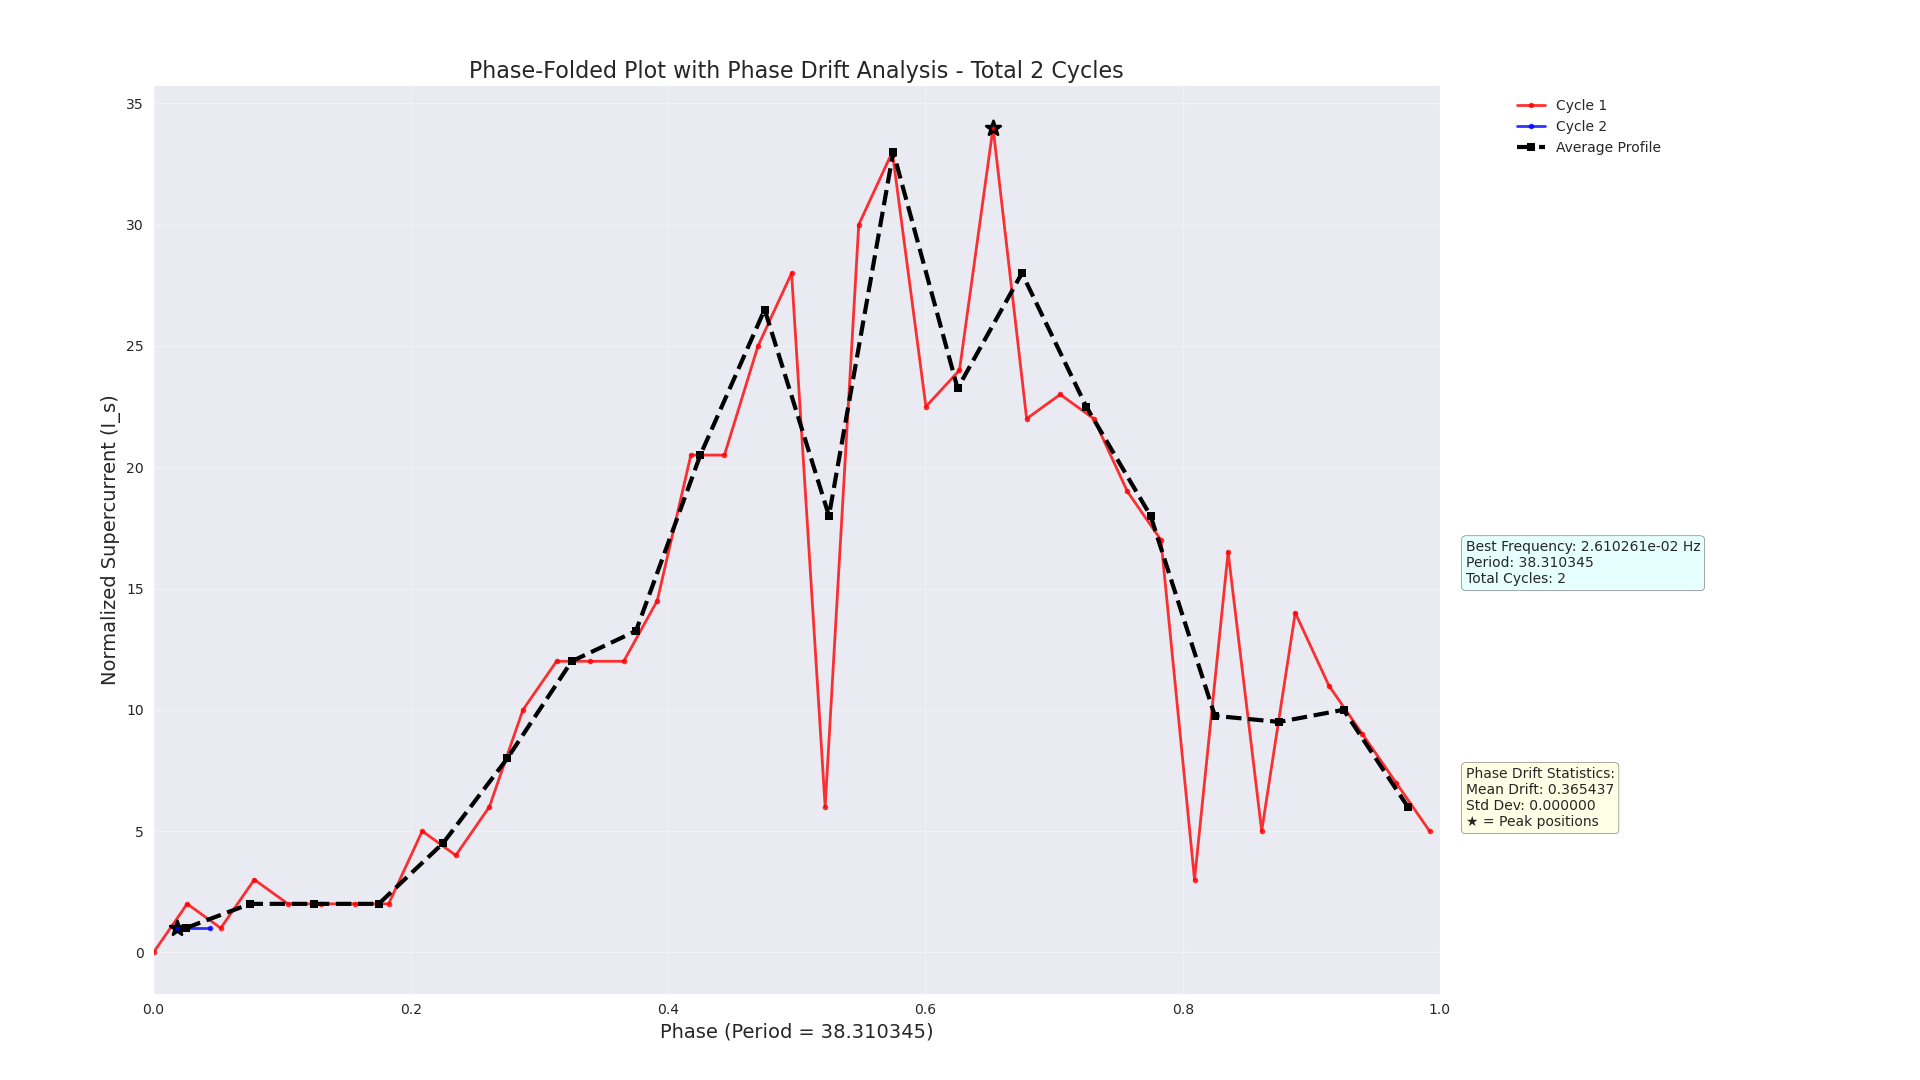 Phase-Folded Plot with Phase Drift Analysis - Total 2 Cycles
Normalized Supercurrent (I_s)
35
30
25
20
15
10
5
0
0.0
0.2
0.4
0.6
0.8
1.0
Phase (Period = 38.310345)
Cycle 1
Cycle 2
Average Profile
Best Frequency: 2.610261e-02 Hz
Period: 38.310345
Total Cycles: 2
Phase Drift Statistics:
Mean Drift: 0.365437
Std Dev: 0.000000
★ = Peak positions